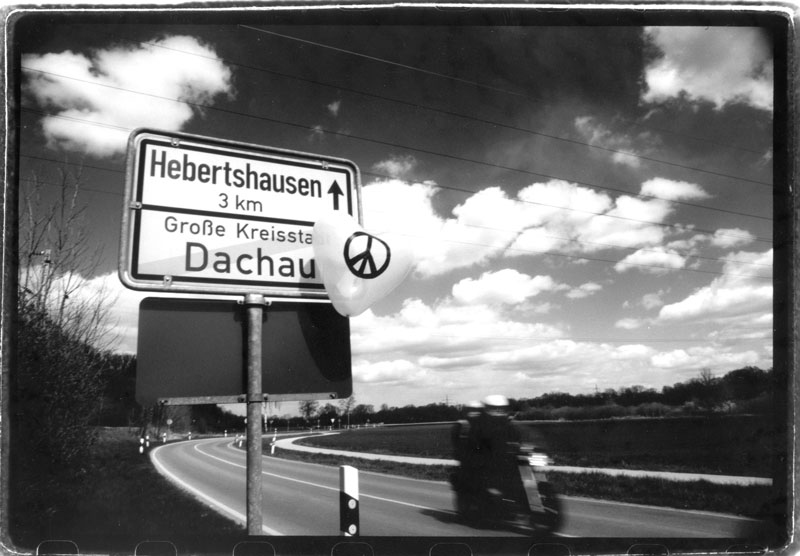 Hebertshausen
3 km
Große Kreissta
Dachau